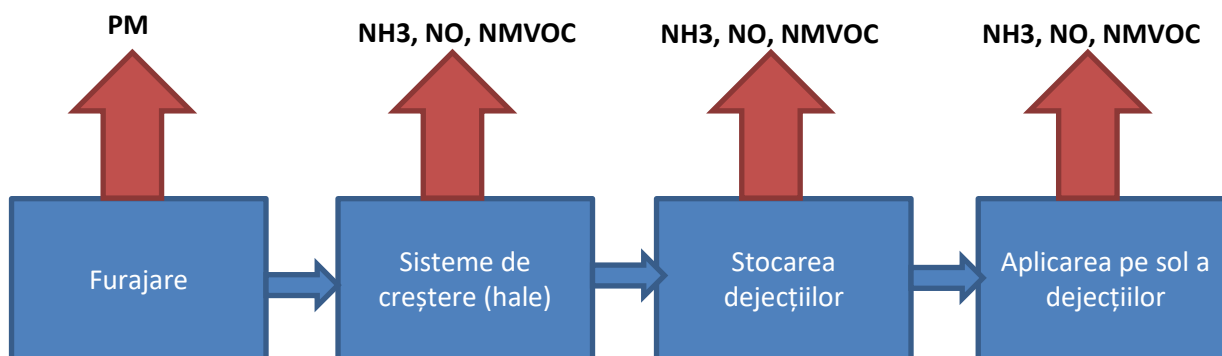 PM
NH3, NO, NMVOC
NH3, NO, NMVOC
NH3, NO, NMVOC
Furajare
Sisteme de
creștere (hale)
Stocarea
dejecțiilor
Aplicarea pe sol a
dejecțiilor